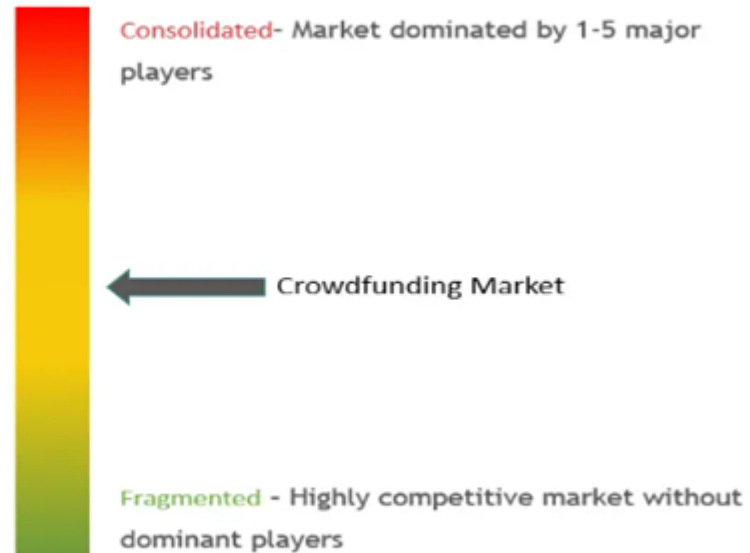 Consolidated- Market dominated by 1-5 major
players
Crowdfunding Market
Fragmented - Highly competitive market without
dominant players